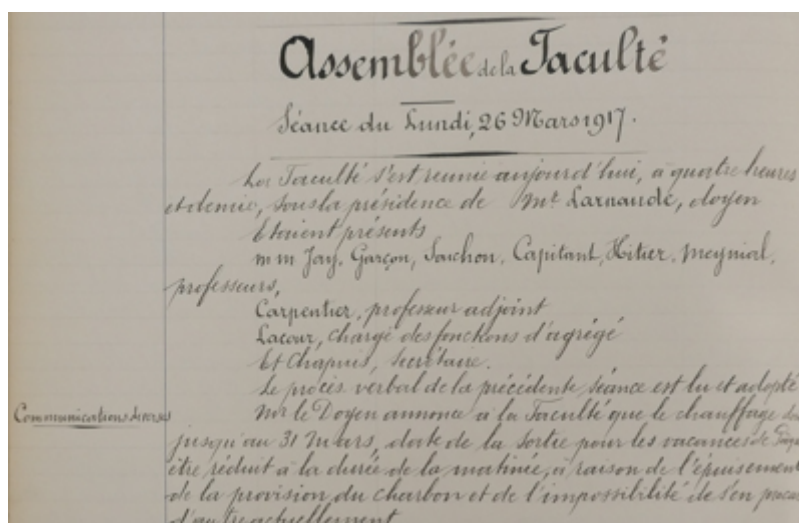 Assemblée de la Faculté
Séance du Lundi, 26 Mars 1917.
La Faculté s'est reunie aujourd'hui, à quatre heures
et demie, sous la présidence de Mr Larnaude, doyen
Etaient présents
mm Jay, Garçon, Sauchon, Capitant, Hitier, Meynial,
professeurs,
Carpentier, professeur adjoint
Lacour, chargé des fonctions d'agrégé
Et Chapuis, secrétaire.
Le procès verbal de la précédente séance est lu et adopté
Communications diverses
Mr le Doyen annonce à la Faculté que le chauffage
jusqu'au 31 mars, date de la sortie pour les vacances de
être réduit à la durée de la matinée, à raison de l'épuisement
de la provision du charbon et de l'impossibilité de s'en
d'autre actuellement